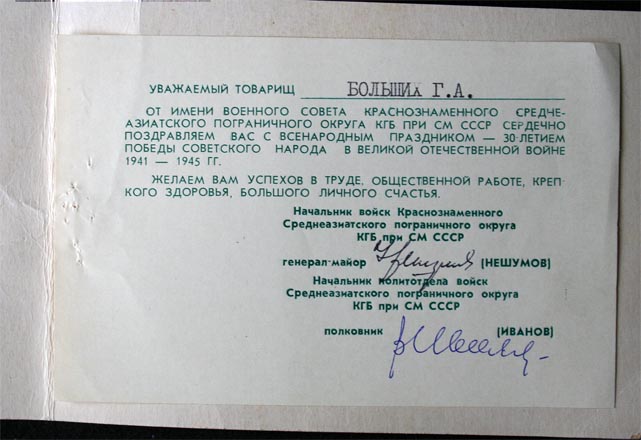 УВАЖАЕМЫЙ ТОВАРИЩ БОЛЬШИХ Г.А.
ОТ ИМЕНИ ВОЕННОГО СОВЕТА КРАСНОЗНАМЕННОГО СРЕДНЕ-
АЗИАТСКОГО ПОГРАНИЧНОГО ОКРУГА КГБ ПРИ СМ СССР СЕРДЕЧНО
ПОЗДРАВЛЯЕМ ВАС С ВСЕНАРОДНЫМ ПРАЗДНИКОМ — 30-ЛЕТИЕМ
ПОБЕДЫ СОВЕТСКОГО НАРОДА В ВЕЛИКОЙ ОТЕЧЕСТВЕННОЙ ВОЙНЕ
1941 — 1945 ГГ.
ЖЕЛАЕМ ВАМ УСПЕХОВ В ТРУДЕ, ОБЩЕСТВЕННОЙ РАБОТЕ, КРЕП-
КОГО ЗДОРОВЬЯ, БОЛЬШОГО ЛИЧНОГО СЧАСТЬЯ.
Начальник войск Краснознаменного
Среднеазиатского пограничного округа
КГБ при СМ СССР
генерал-майор (НЕШУМОВ)
Начальник политотдела войск
Среднеазиатского пограничного округа
КГБ при СМ СССР
полковник (ИВАНОВ)